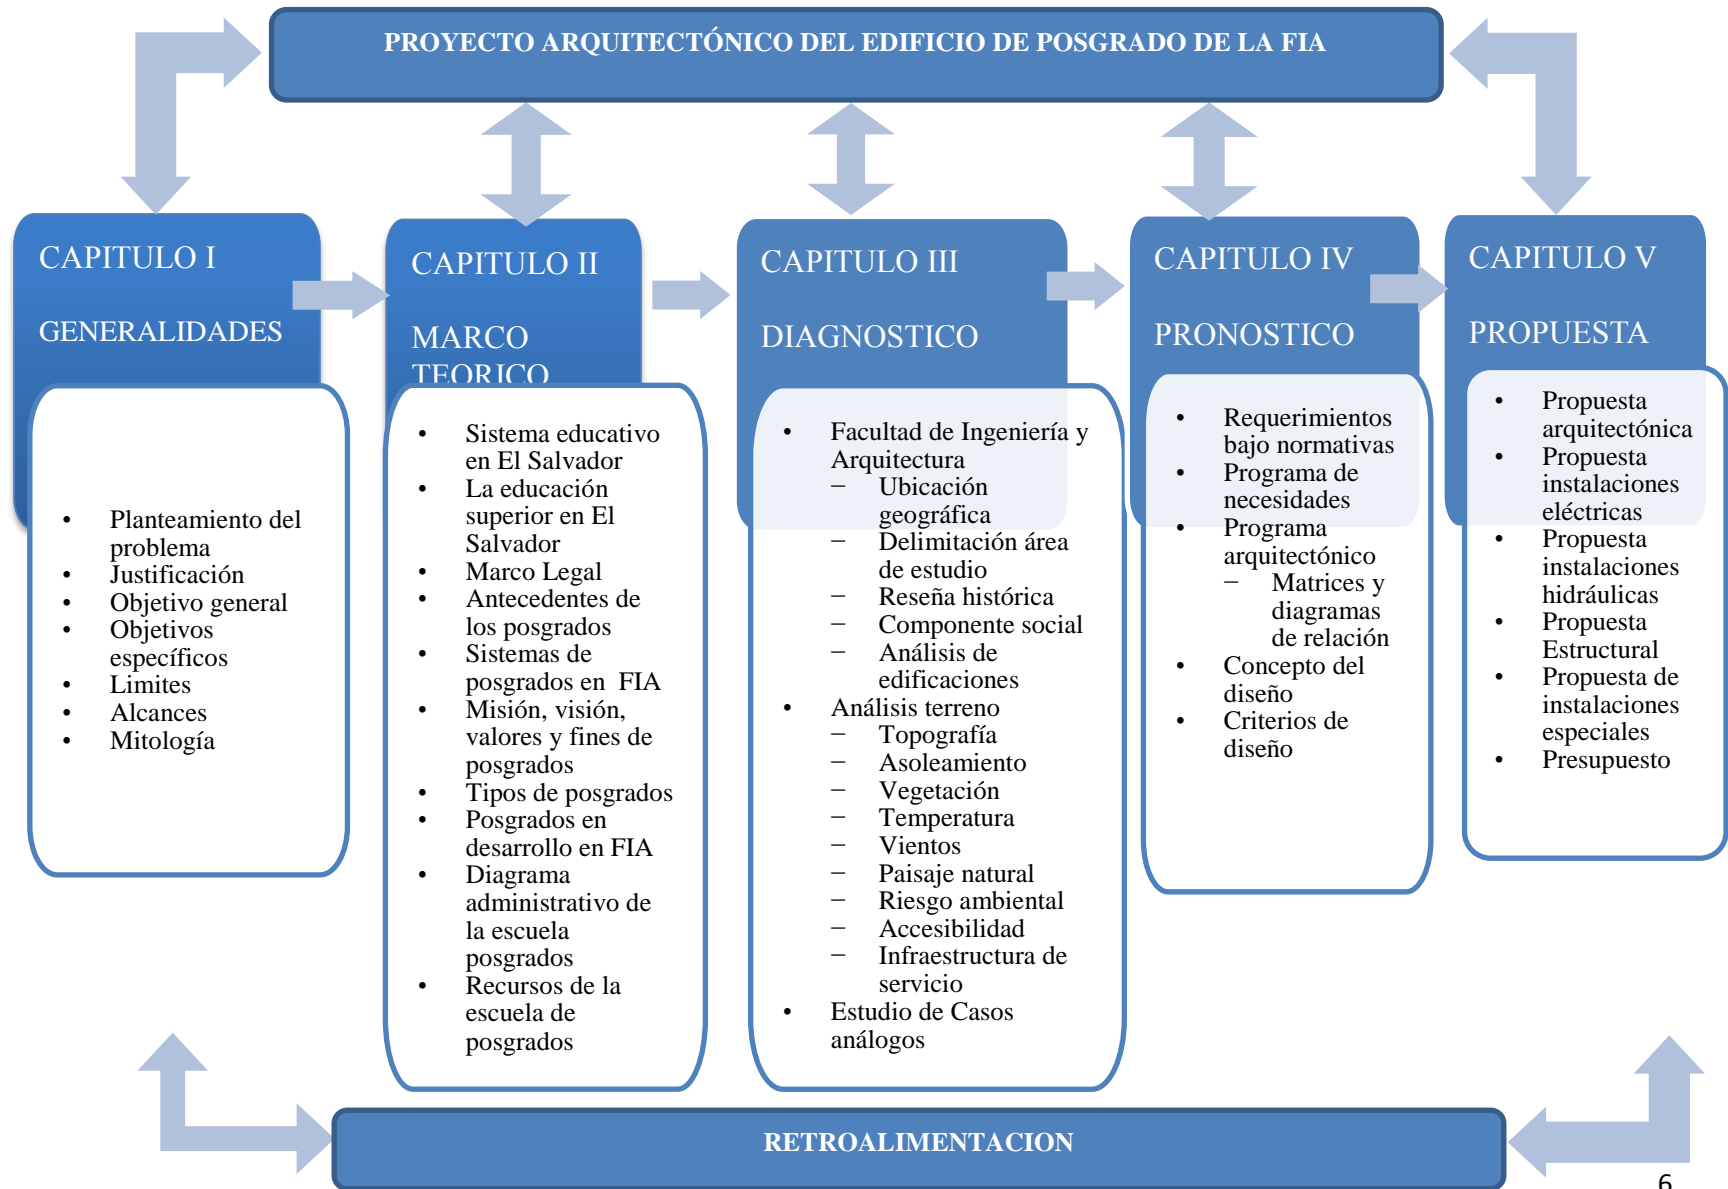 PROYECTO ARQUITECTÓNICO DEL EDIFICIO DE POSGRADO DE LA FIA
CAPITULO I
GENERALIDADES
• Planteamiento del
problema
• Justificación
• Objetivo general
• Objetivos
específicos
• Limites
• Alcances
• Mitología
CAPITULO II
MARCO
TEORICO
• Sistema educativo
en El Salvador
• La educación
superior en El
Salvador
• Marco Legal
• Antecedentes de
los posgrados
• Sistemas de
posgrados en FIA
• Misión, visión,
valores y fines de
posgrados
• Tipos de posgrados
• Posgrados en
desarrollo en FIA
• Diagrama
administrativo de
la escuela
posgrados
• Recursos de la
escuela de
posgrados
CAPITULO III
DIAGNOSTICO
• Facultad de Ingeniería y
Arquitectura
– Ubicación
geográfica
– Delimitación área
de estudio
– Reseña histórica
– Componente social
– Análisis de
edificaciones
• Análisis terreno
– Topografía
– Asoleamiento
– Vegetación
– Temperatura
– Vientos
– Paisaje natural
– Riesgo ambiental
– Accesibilidad
– Infraestructura de
servicio
• Estudio de Casos
análogos
CAPITULO IV
PRONOSTICO
• Requerimientos
bajo normativas
• Programa de
necesidades
• Programa
arquitectónico
– Matrices y
diagramas
de relación
• Concepto del
diseño
• Criterios de
diseño
CAPITULO V
PROPUESTA
• Propuesta
arquitectónica
• Propuesta
instalaciones
eléctricas
• Propuesta
instalaciones
hidráulicas
• Propuesta
Estructural
• Propuesta de
instalaciones
especiales
• Presupuesto
RETROALIMENTACION
6